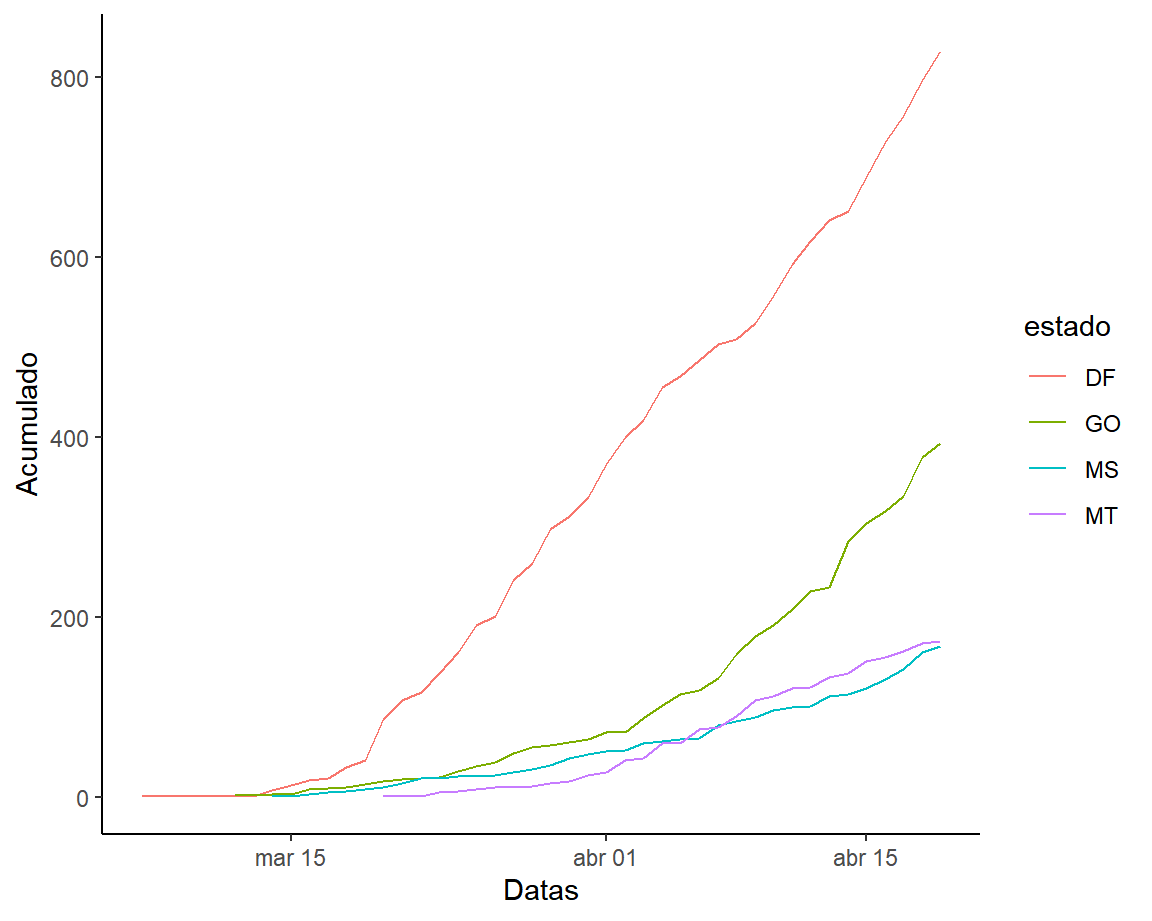 800
600
400
200
0
Acumulado
mar 15
abr 01
abr 15
Datas
estado
DF
GO
MS
MT